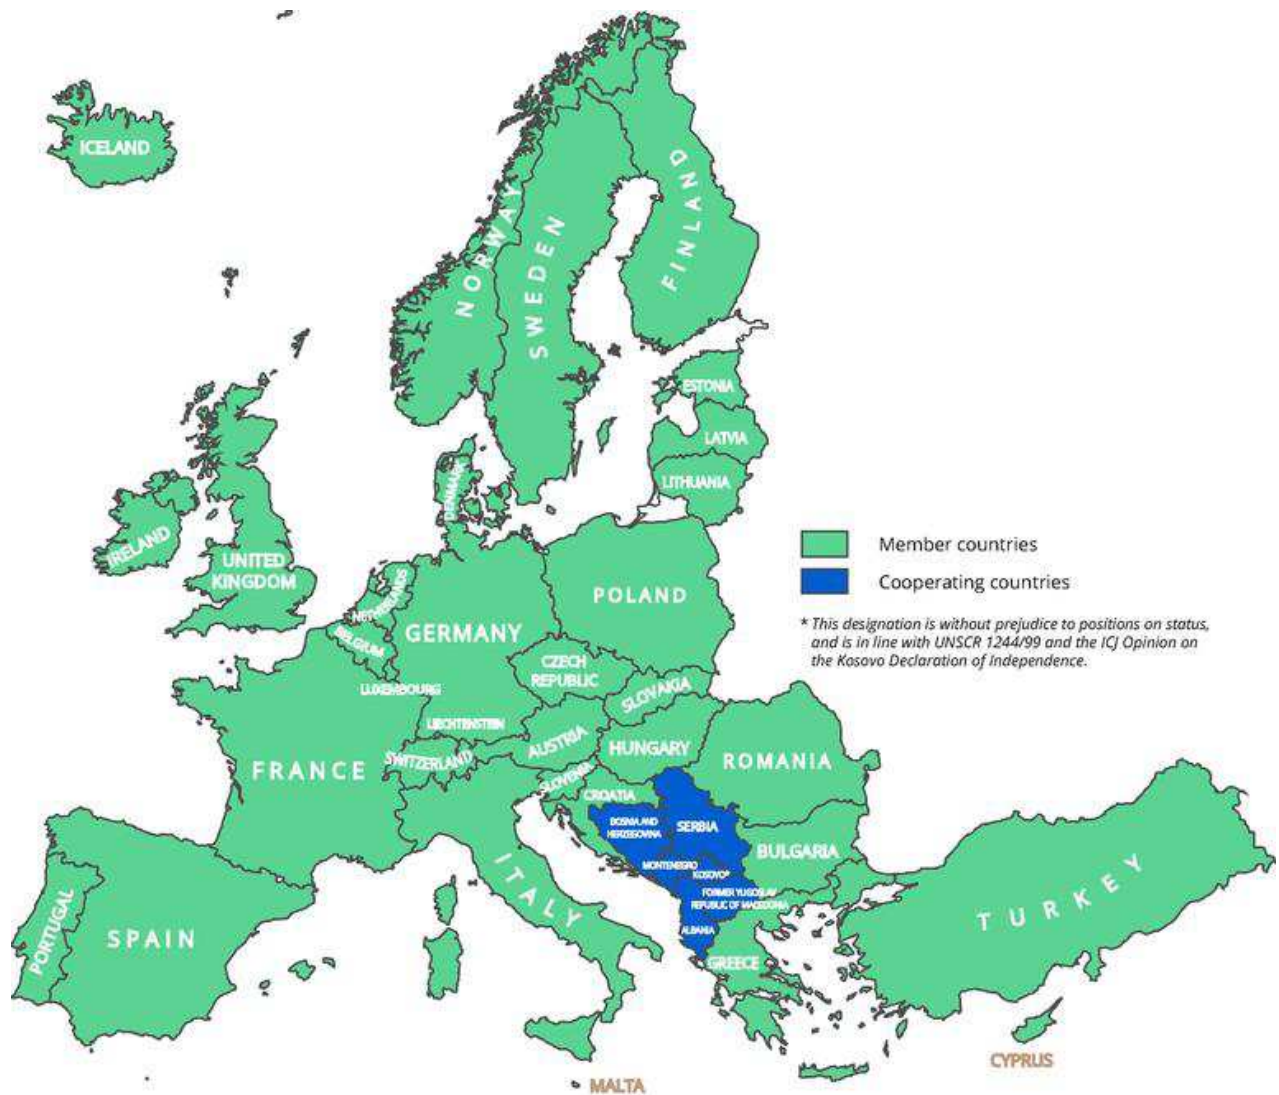 ICELAND
NORWAY
SWEDEN
FINLAND
ESTONIA
LATVIA
LITHUANIA
DENMARK
IRELAND
UNITED
KINGDOM
NETHERLANDS
BELGIUM
GERMANY
POLAND
Member countries
Cooperating countries
* This designation is without prejudice to positions on status,
and is in line with UNSCR 1244/99 and the ICJ Opinion on
the Kosovo Declaration of Independence.
LUXEMBOURG
CZECH
REPUBLIC
SLOVAKIA
LIECHTENSTEIN
AUSTRIA
SWITZERLAND
HUNGARY
FRANCE
ROMANIA
SLOVENIA
CROATIA
BOSNIA AND
HERZEGOVINA
SERBIA
BULGARIA
MONTENEGRO
KOSOVO*
FORMER YUGOSLAV
REPUBLIC OF MACEDONIA
ITALY
ALBANIA
GREECE
TURKEY
PORTUGAL
SPAIN
MALTA
CYPRUS